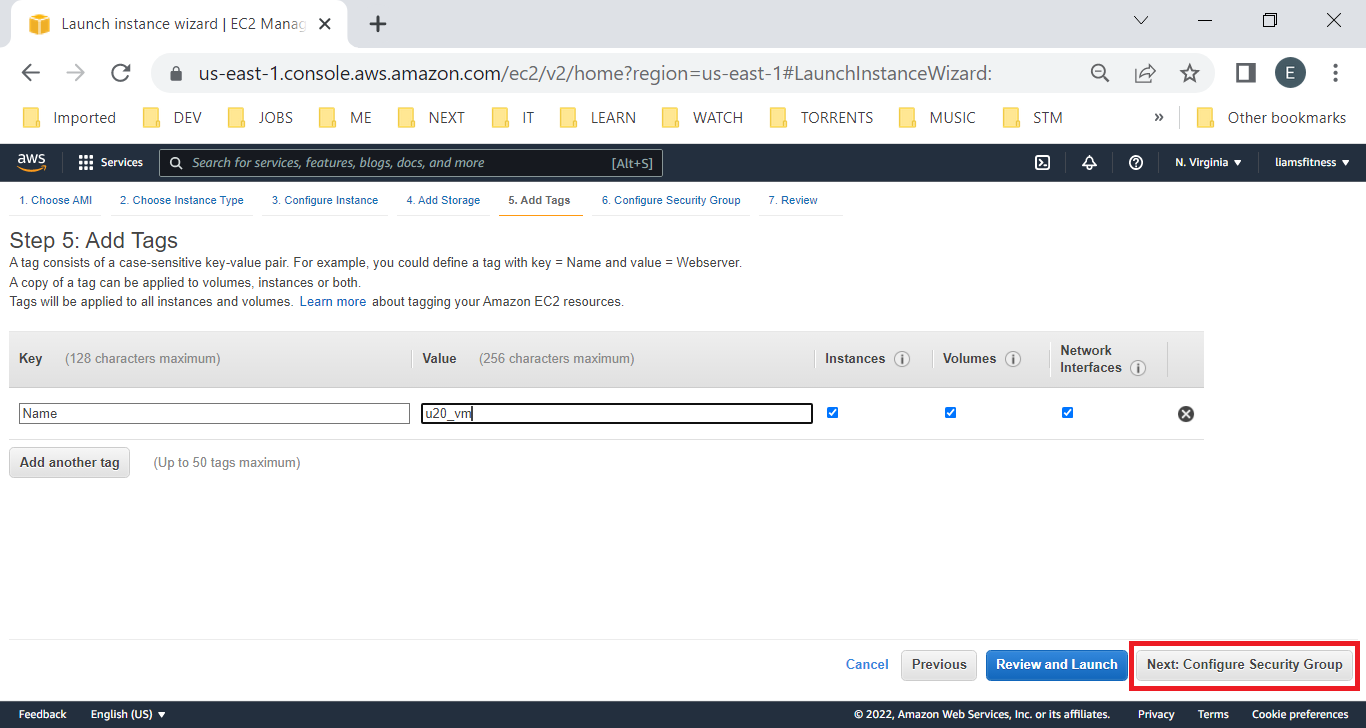 Launch instance wizard | EC2 Manag
us-east-1.console.aws.amazon.com/ec2/v2/home?region=us-east-1#LaunchInstanceWizard:
E
Imported DEV JOBS ME NEXT IT LEARN WATCH TORRENTS MUSIC STM » Other bookmarks
aws Services Search for services, features, blogs, docs, and more [Alt+S] N. Virginia liamsfitness
1. Choose AMI 2. Choose Instance Type 3. Configure Instance 4. Add Storage 5. Add Tags 6. Configure Security Group 7. Review
Step 5: Add Tags
A tag consists of a case-sensitive key-value pair. For example, you could define a tag with key = Name and value = Webserver.
A copy of a tag can be applied to volumes, instances or both.
Tags will be applied to all instances and volumes. Learn more about tagging your Amazon EC2 resources.
Key (128 characters maximum) Value (256 characters maximum) Instances i Volumes i Network Interfaces i
Name u20_vm
Add another tag (Up to 50 tags maximum)
Cancel Previous Review and Launch Next: Configure Security Group
Feedback English (US) © 2022, Amazon Web Services, Inc. or its affiliates. Privacy Terms Cookie preferences